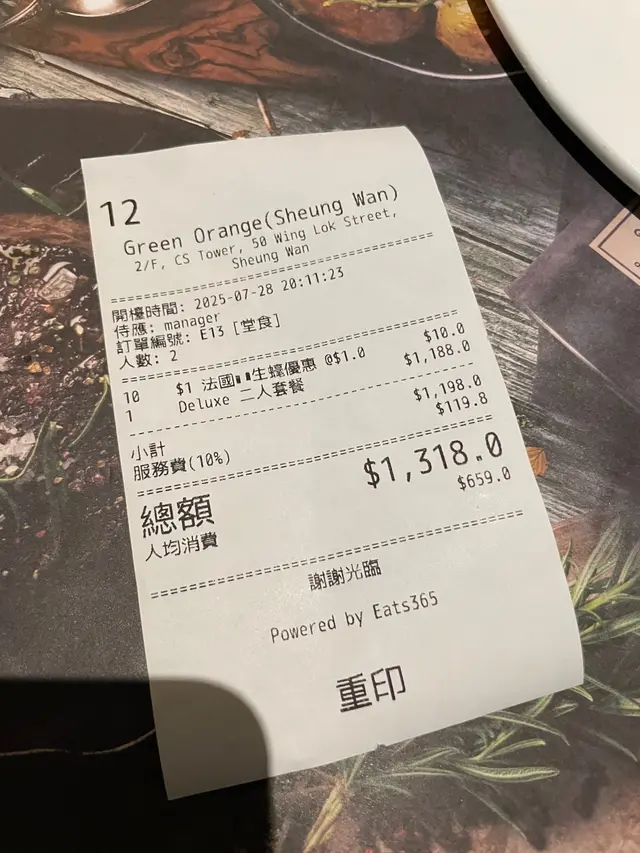 12
Green Orange(Sheung Wan)
2/F, CS Tower, 50 Wing Lok Street,
Sheung Wan
開檯時間: 2025-07-28 20:11:23
侍應: manager
訂單編號: E13 [堂食]
人數: 2
10 $1 法國▮▮生蠔優惠 @$1.0 $10.0
1 Deluxe 二人套餐 $1,188.0
小計 $1,198.0
服務費(10%) $119.8
總額 $1,318.0
人均消費 $659.0
謝謝光臨
Powered by Eats365
重印